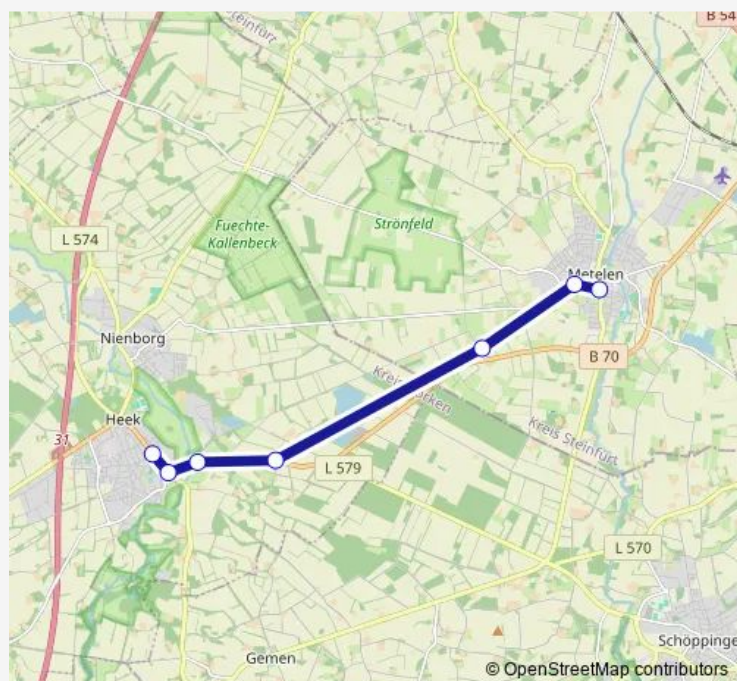 B 54
Steinfurt
L 574
Fuechte-
Kallenbeck
Strönfeld
Metelen
Nienborg
B 70
Kreis Borken
Heek
31
Kreis Steinfurt
L 579
L 570
Schöppinge
Gemen
© OpenStreetMap contributors